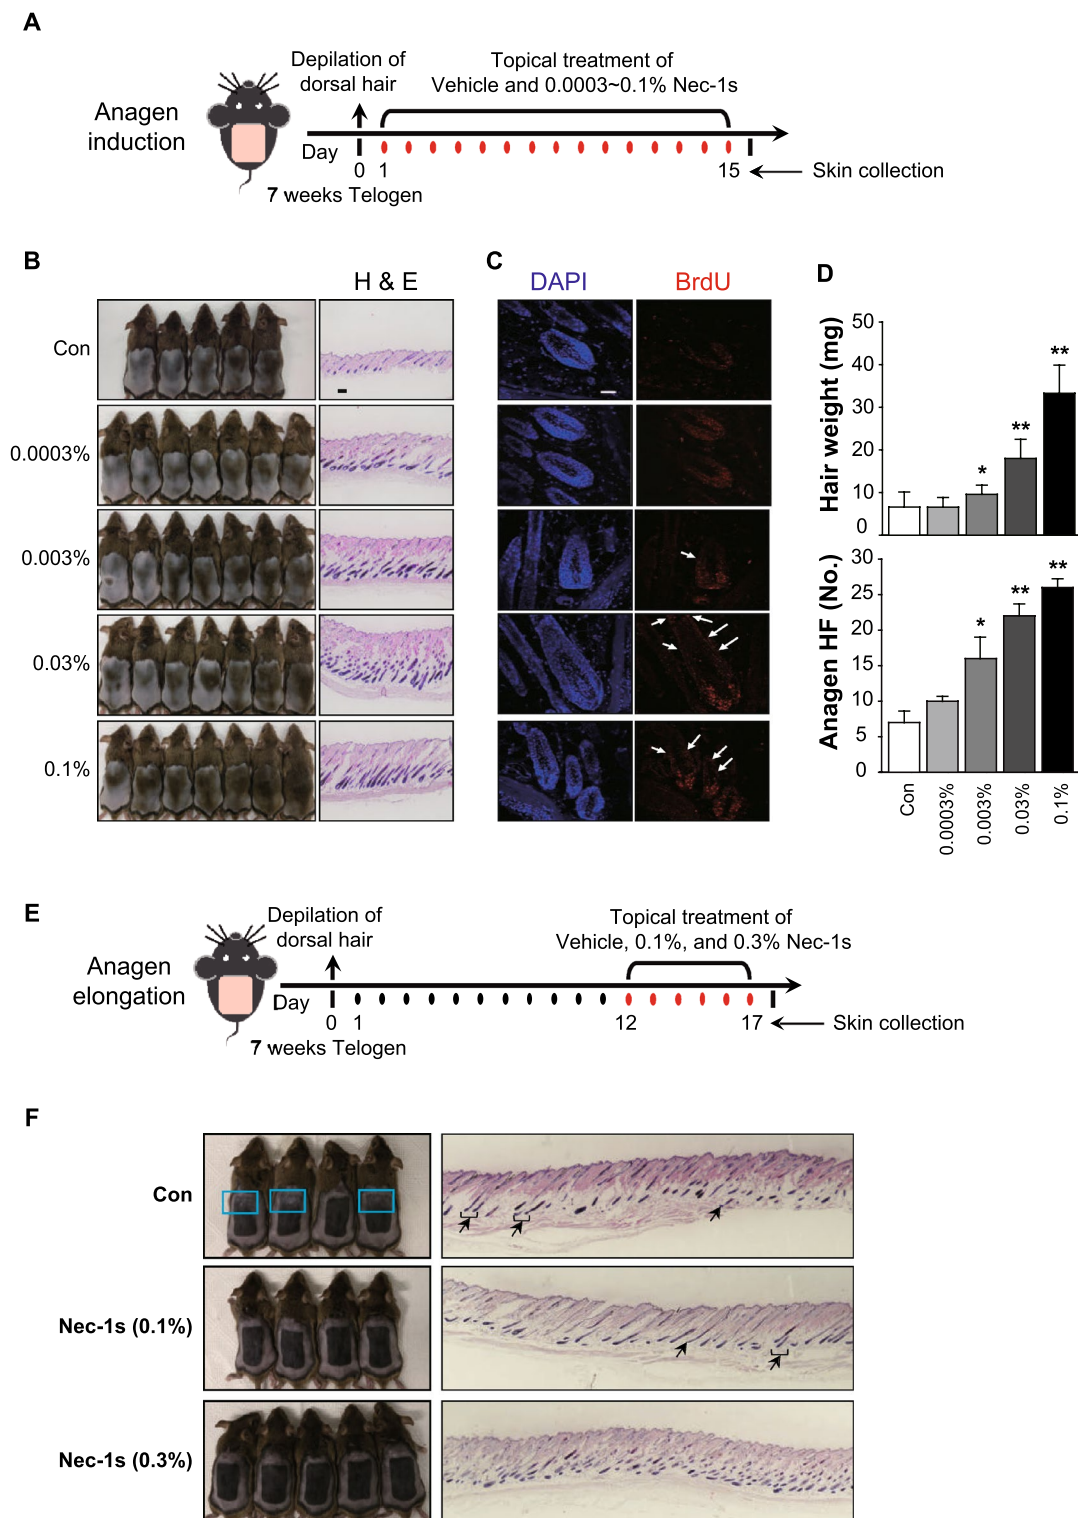 A
Depilation of
dorsal hair
Topical treatment of
Vehicle and 0.0003~0.1% Nec-1s
Anagen
induction
Day
0 1 15
Skin collection
7 weeks Telogen
B
H & E
Con
0.0003%
0.003%
0.03%
0.1%
C
DAPI BrdU
D
Hair weight (mg)
50
40
30
20
10
0
*
**
**
Anagen HF (No.)
30
25
20
15
10
5
0
*
**
**
Con
0.0003%
0.003%
0.03%
0.1%
E
Depilation of
dorsal hair
Topical treatment of
Vehicle, 0.1%, and 0.3% Nec-1s
Anagen
elongation
Day
0 1 12 17
Skin collection
7 weeks Telogen
F
Con
Nec-1s (0.1%)
Nec-1s (0.3%)